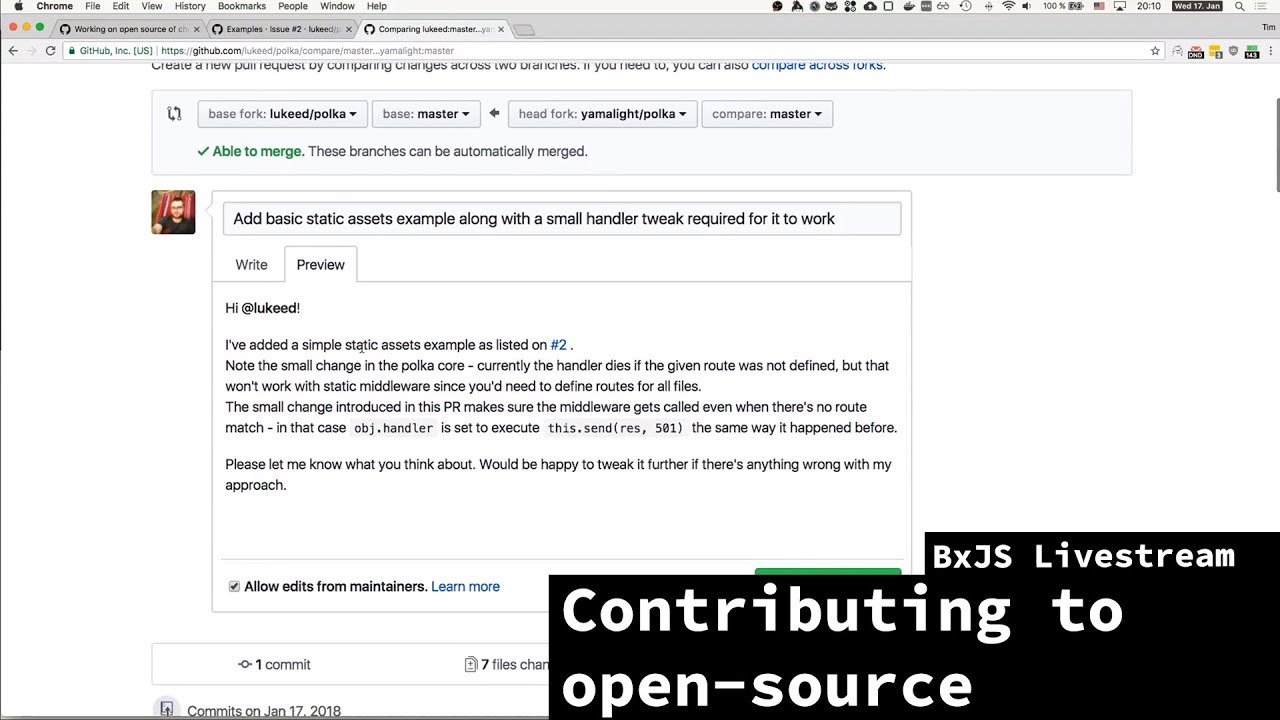 Chrome File Edit View History Bookmarks People Window Help 100 % 20:10 Wed 17. Jan
Working on open source of ch Examples · Issue #2 · lukeed/p Comparing lukeed:master...ya Tim
GitHub, Inc. [US] https://github.com/lukeed/polka/compare/master...yamalight:master DND 3 143
Create a new pull request by comparing changes across two branches. If you need to, you can also compare across forks.
base fork: lukeed/polka base: master head fork: yamalight/polka compare: master
Able to merge. These branches can be automatically merged.
Add basic static assets example along with a small handler tweak required for it to work
Write Preview
Hi @lukeed!
I've added a simple static assets example as listed on #2 .
Note the small change in the polka core - currently the handler dies if the given route was not defined, but that
won't work with static middleware since you'd need to define routes for all files.
The small change introduced in this PR makes sure the middleware gets called even when there's no route
match - in that case obj.handler is set to execute this.send(res, 501) the same way it happened before.
Please let me know what you think about. Would be happy to tweak it further if there's anything wrong with my
approach.
Allow edits from maintainers. Learn more
1 commit 7 files chan
Commits on Jan 17, 2018
BxJS Livestream
Contributing to
open-source